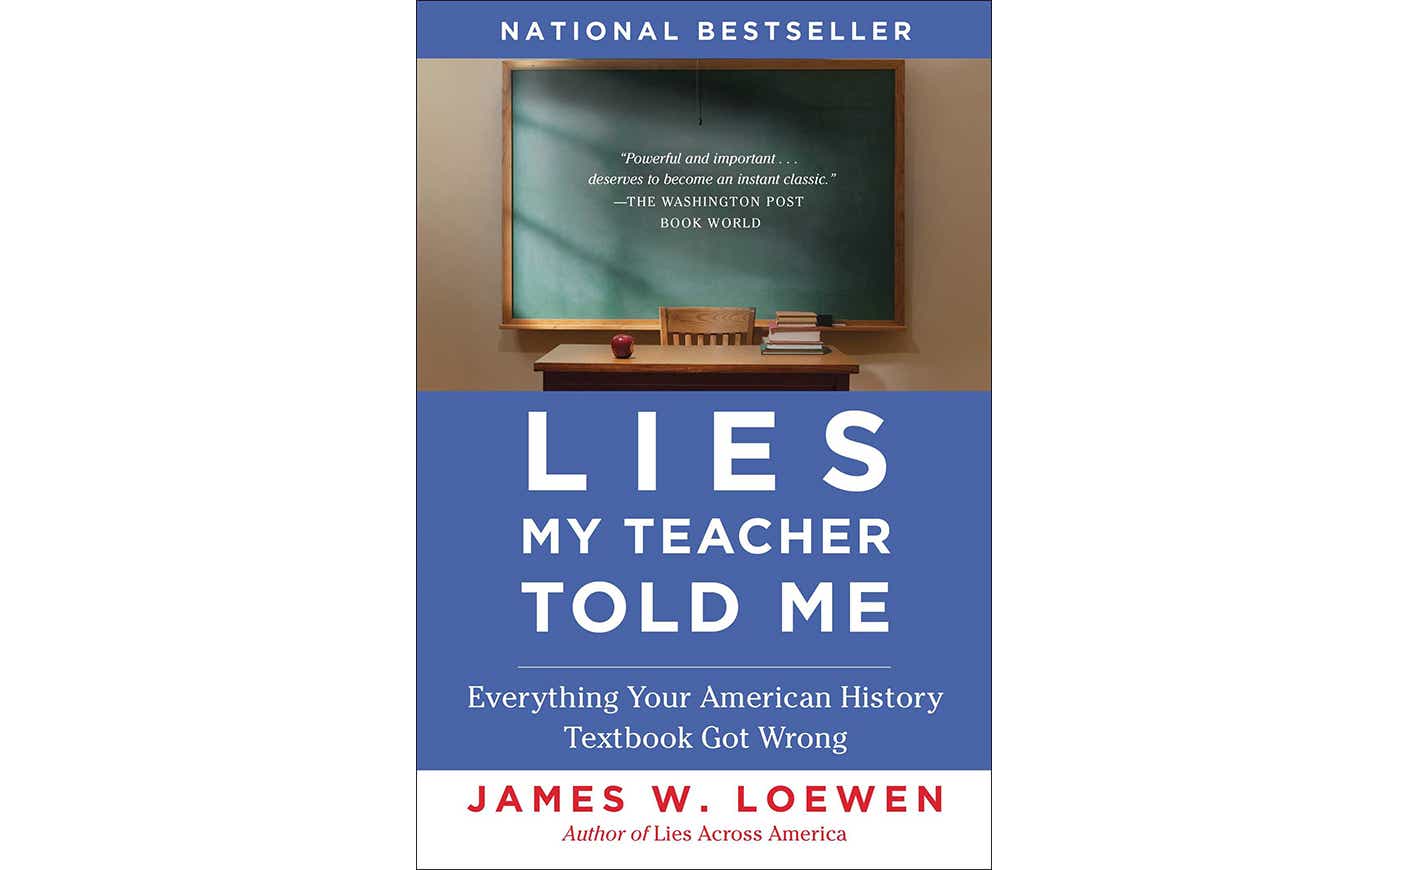 NATIONAL BESTSELLER
“Powerful and important . . .
deserves to become an instant classic.”
—THE WASHINGTON POST
BOOK WORLD
LIES
MY TEACHER
TOLD ME
Everything Your American History
Textbook Got Wrong
JAMES W. LOEWEN
Author of Lies Across America